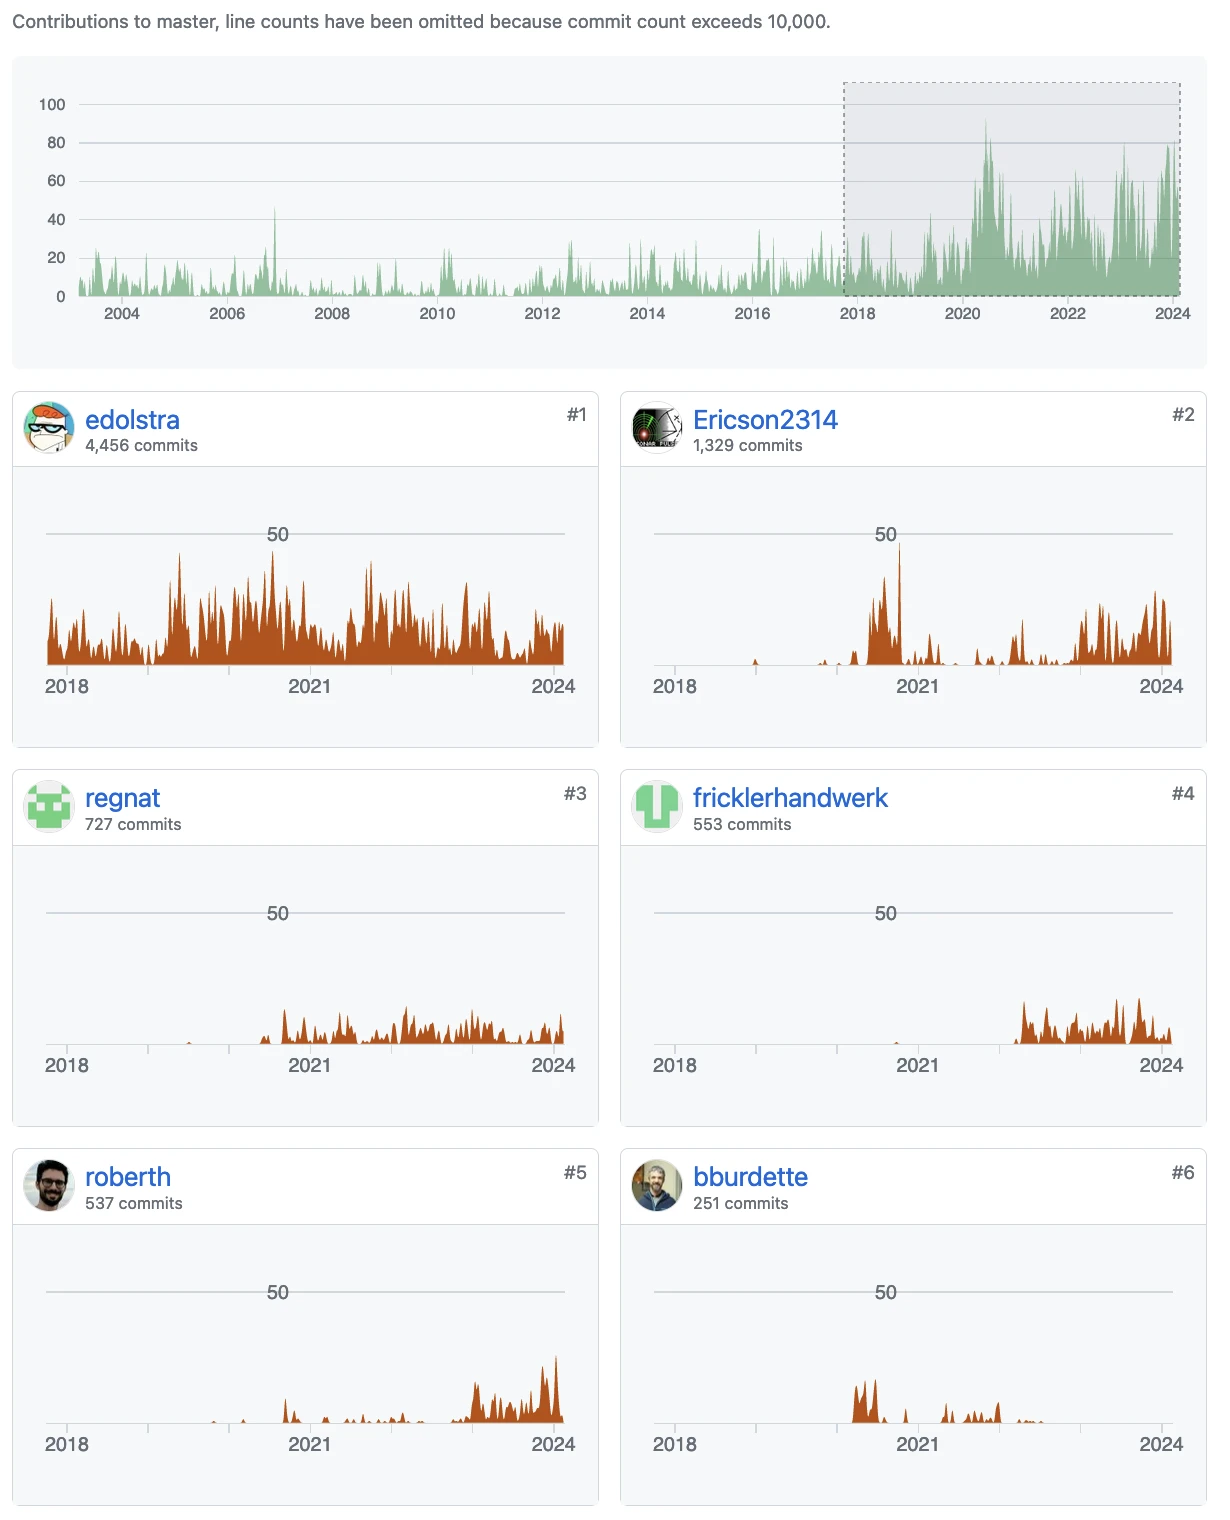 Contributions to master, line counts have been omitted because commit count exceeds 10,000.
100
80
60
40
20
0
2004 2006 2008 2010 2012 2014 2016 2018 2020 2022 2024
edolstra #1
4,456 commits
50
2018 2021 2024
Ericson2314 #2
1,329 commits
50
2018 2021 2024
regnat #3
727 commits
50
2018 2021 2024
fricklerhandwerk #4
553 commits
50
2018 2021 2024
roberth #5
537 commits
50
2018 2021 2024
bburdette #6
251 commits
50
2018 2021 2024